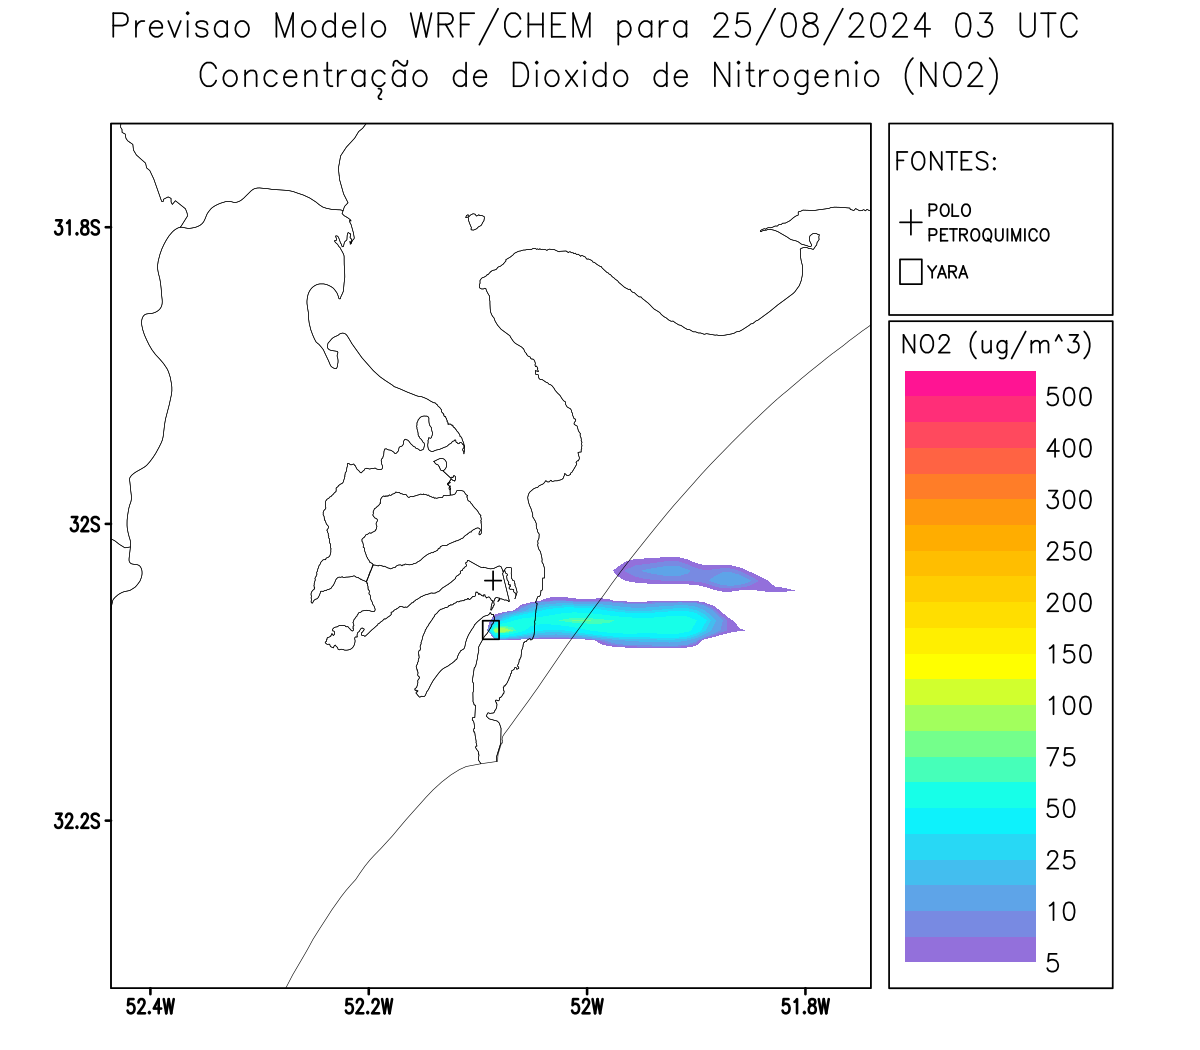 Previsao Modelo WRF/CHEM para 25/08/2024 03 UTC
Concentração de Dioxido de Nitrogenio (NO2)
FONTES:
POLO
PETROQUIMICO
YARA
NO2 (ug/m^3)
500
400
300
250
200
150
100
75
50
25
10
5
31.8S
32S
32.2S
52.4W
52.2W
52W
51.8W